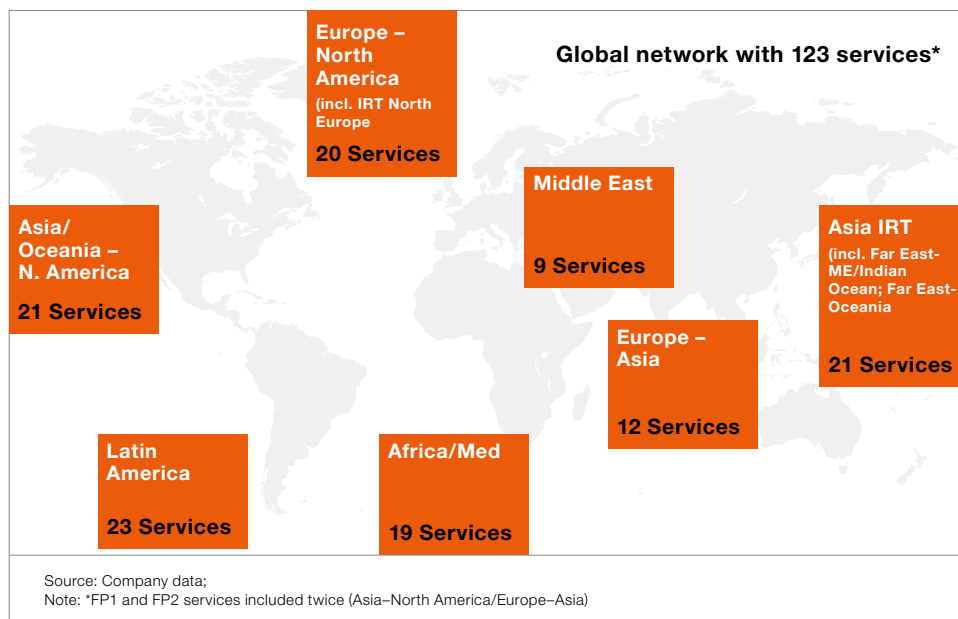 Global network with 123 services*
Europe –
North
America
(incl. IRT North
Europe
20 Services
Middle East
9 Services
Asia/
Oceania –
N. America
21 Services
Asia IRT
(incl. Far East-
ME/Indian
Ocean; Far East-
Oceania
21 Services
Europe –
Asia
12 Services
Latin
America
23 Services
Africa/Med
19 Services
Source: Company data;
Note: *FP1 and FP2 services included twice (Asia–North America/Europe–Asia)